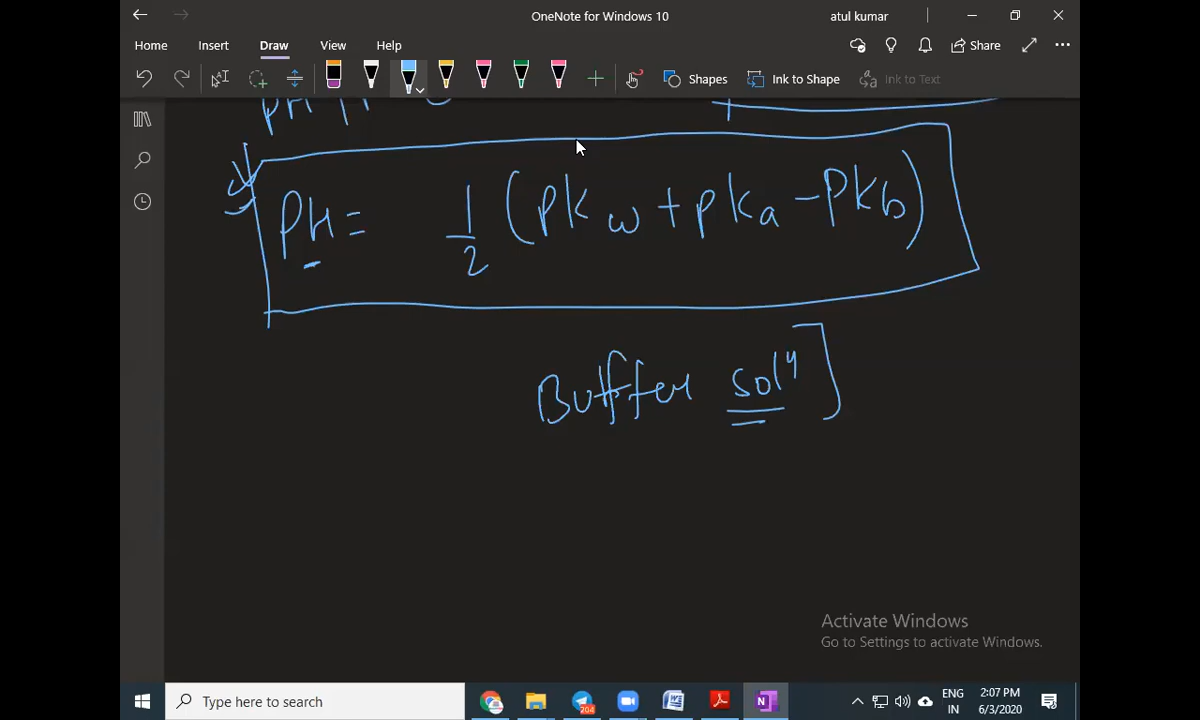 OneNote for Windows 10
atul kumar
Home Insert Draw View Help
Share
Shapes
Ink to Shape
Ink to Text
PH = 1/2 (PKw + PKa - PKb)
Buffer solⁿ
Activate Windows
Go to Settings to activate Windows.
Type here to search
204
ENG
IN
2:07 PM
6/3/2020